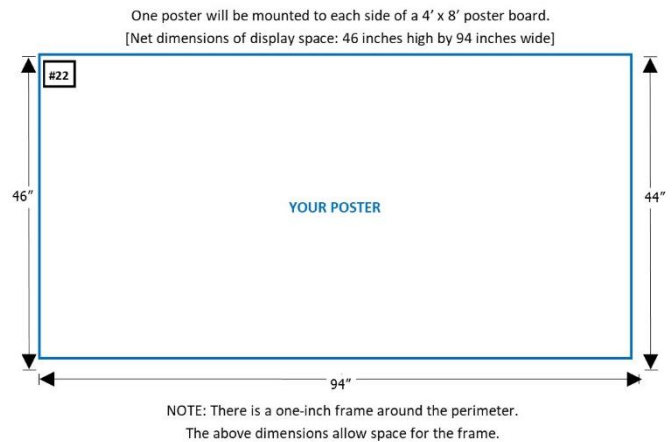 One poster will be mounted to each side of a 4’ x 8’ poster board.
[Net dimensions of display space: 46 inches high by 94 inches wide]
#22
46”
YOUR POSTER
44”
94”
NOTE: There is a one-inch frame around the perimeter.
The above dimensions allow space for the frame.